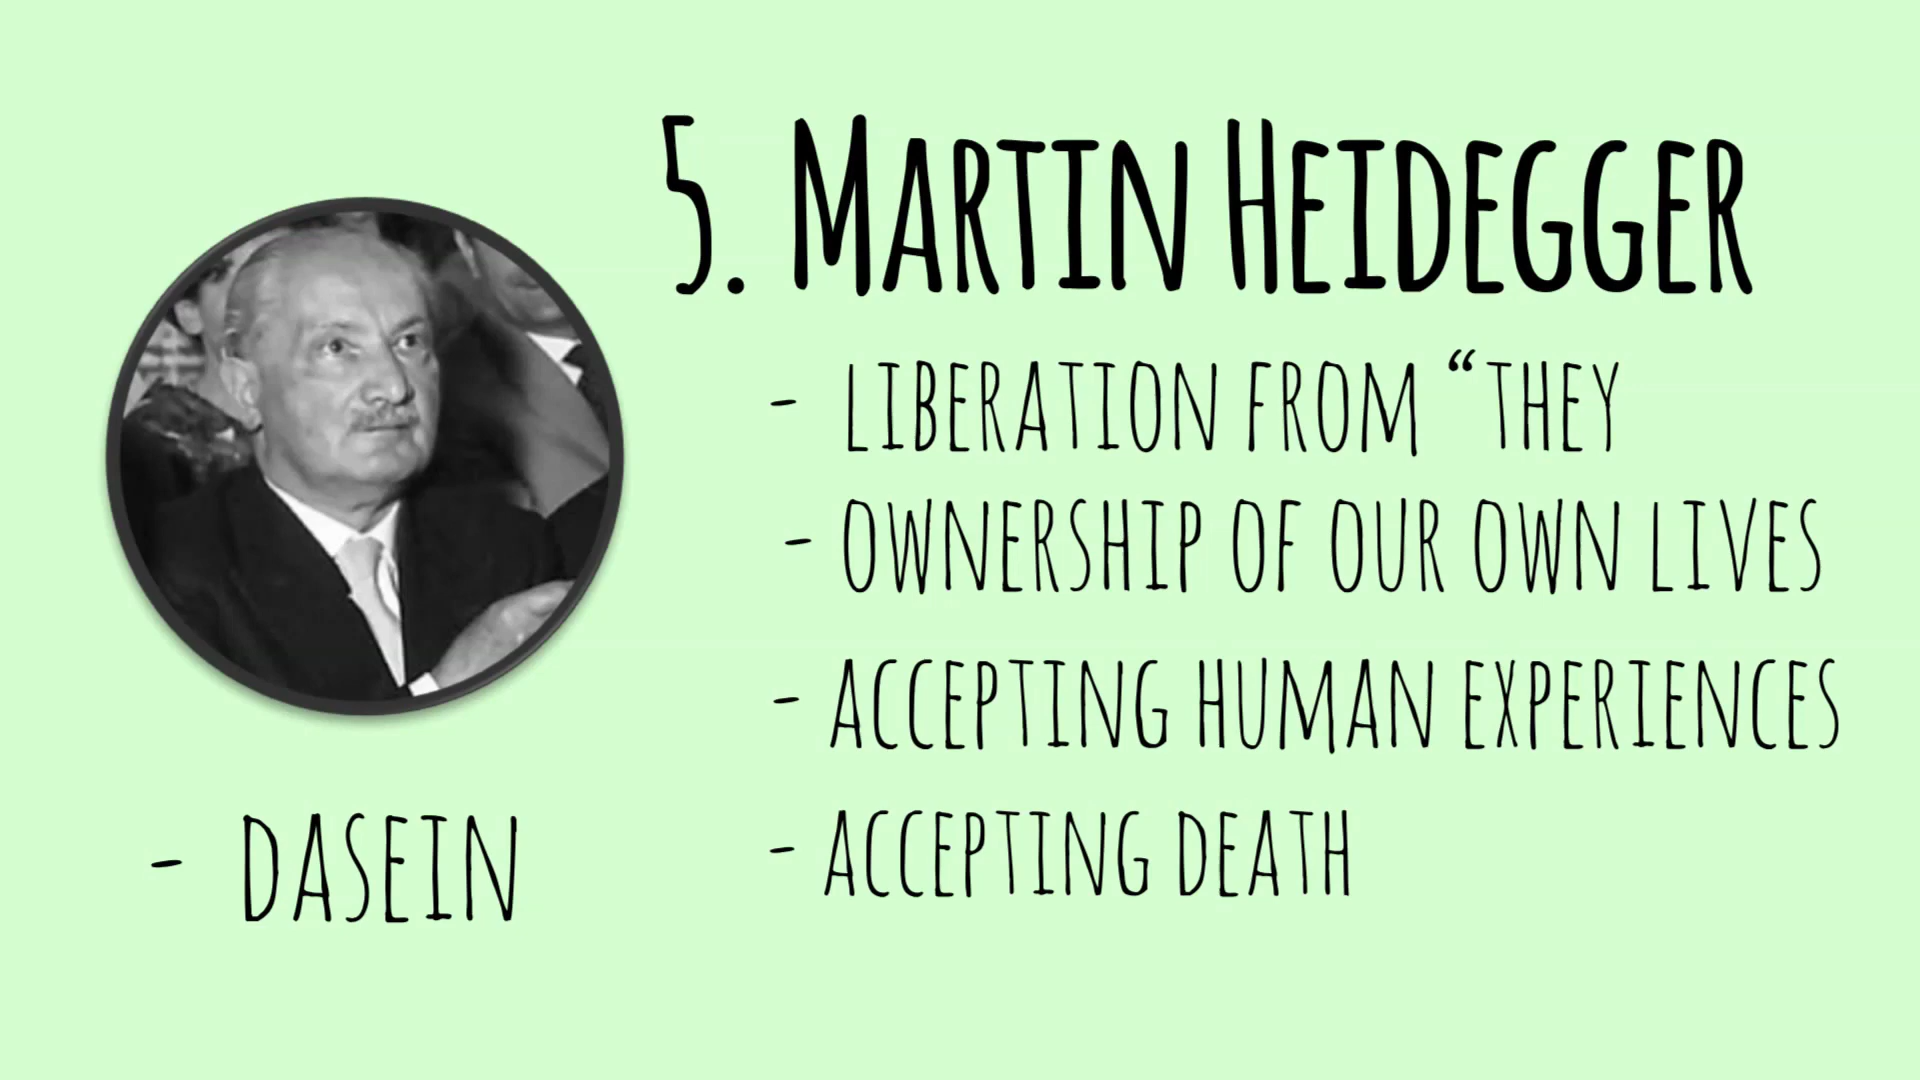 5. MARTIN HEIDEGGER
- LIBERATION FROM “THEY
- OWNERSHIP OF OUR OWN LIVES
- ACCEPTING HUMAN EXPERIENCES
- ACCEPTING DEATH
- DASEIN